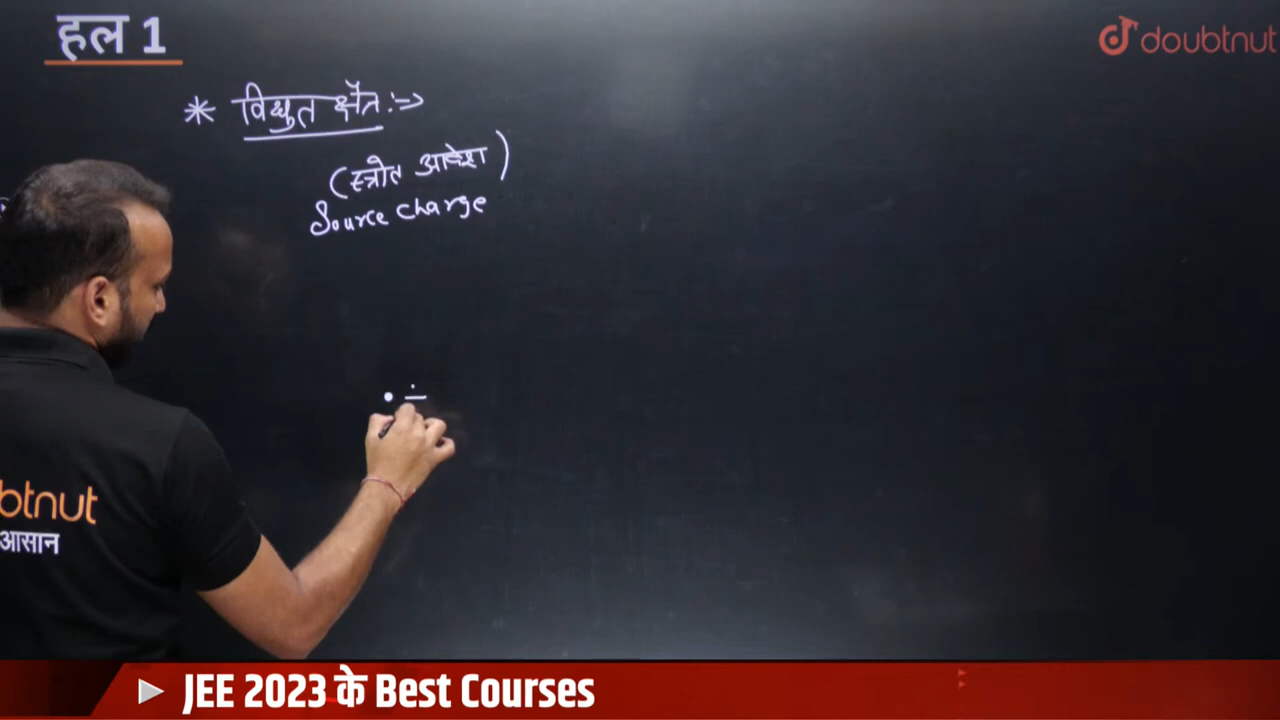 हल 1
doubtnut
* विद्युत क्षेत्र :->
(स्त्रोत आवेश)
Source charge
btnut
आसान
JEE 2023 के Best Courses